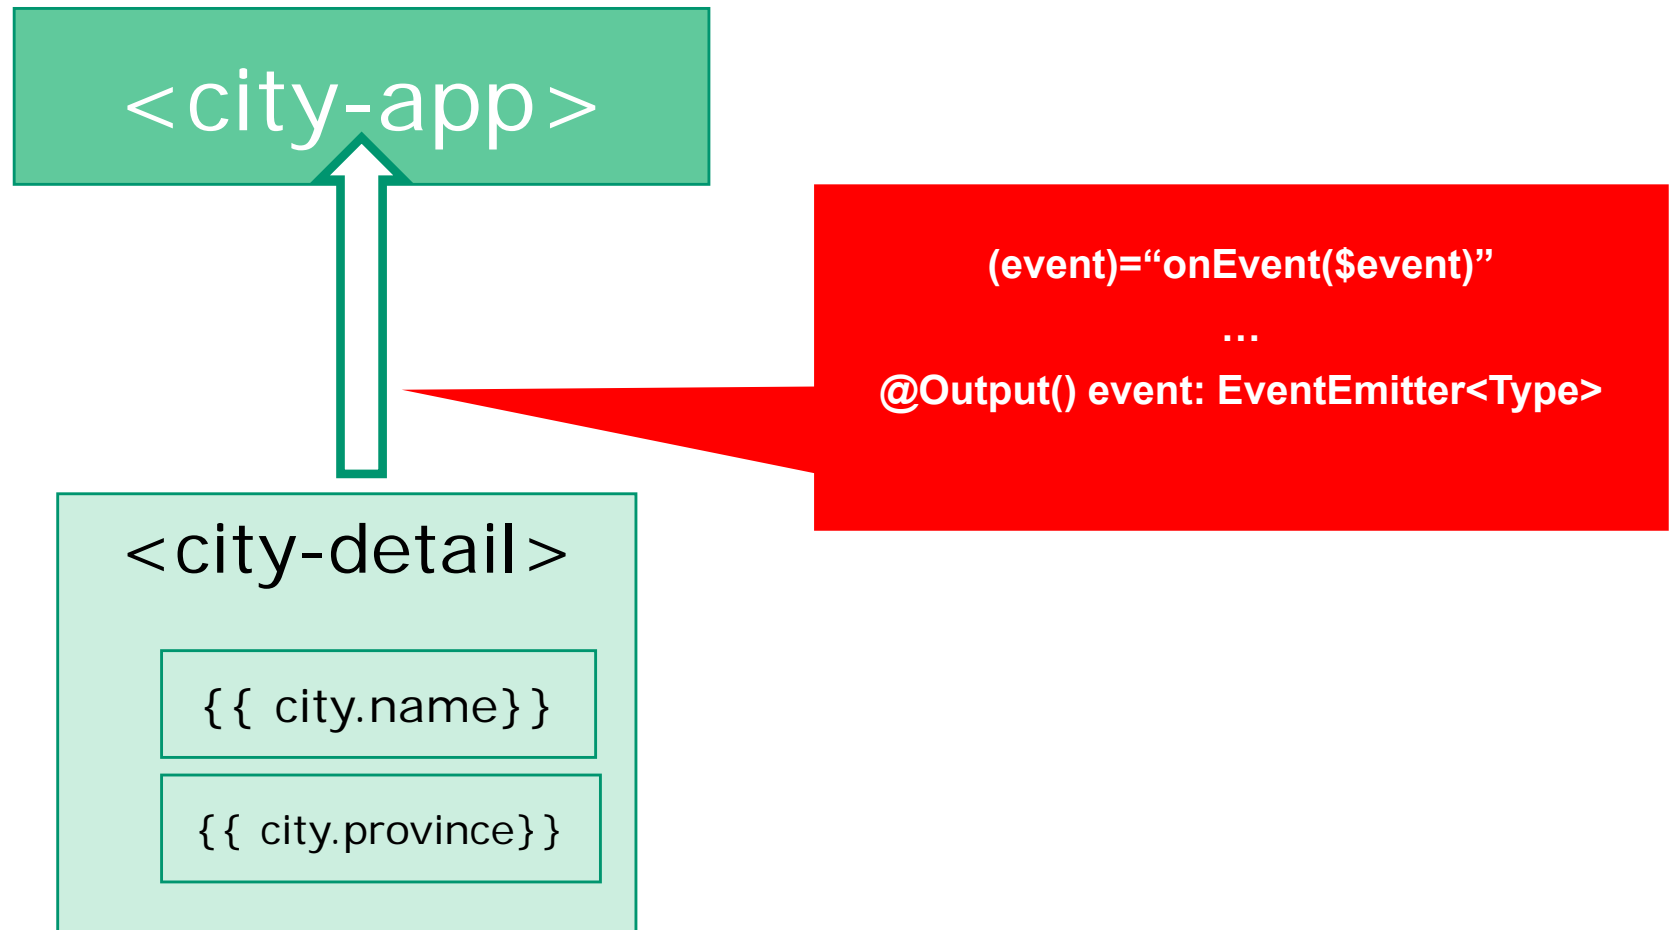 <city-app>
(event)=“onEvent($event)”
…
@Output() event: EventEmitter<Type>
<city-detail>
{{ city.name}}
{{ city.province}}